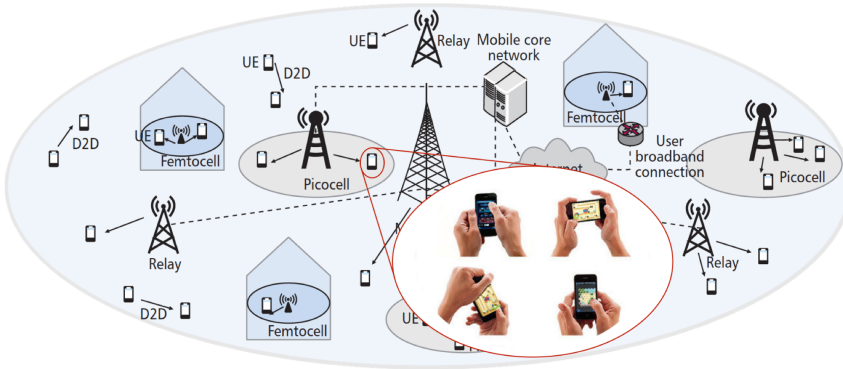 UE
Relay
Mobile core
network
UE
D2D
Femtocell
D2D
UE
Femtocell
Picocell
User
broadband
connection
Picocell
Relay
Relay
D2D
Femtocell
UE